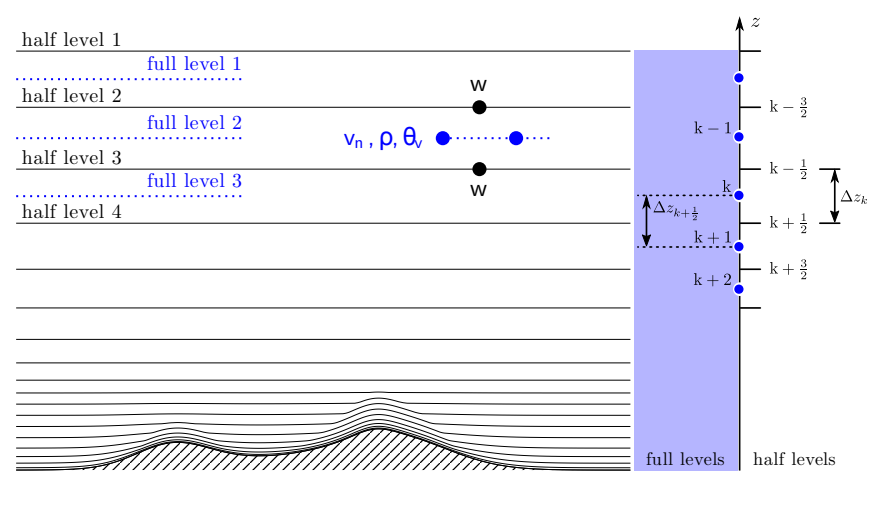 half level 1
full level 1
half level 2
full level 2
half level 3
full level 3
half level 4
w
vₙ , ρ, θᵥ
w
z
k − 3/2
k − 1
k − 1/2
k
Δzₖ
Δz_{k+1/2}
k + 1/2
k + 1
k + 3/2
k + 2
full levels
half levels